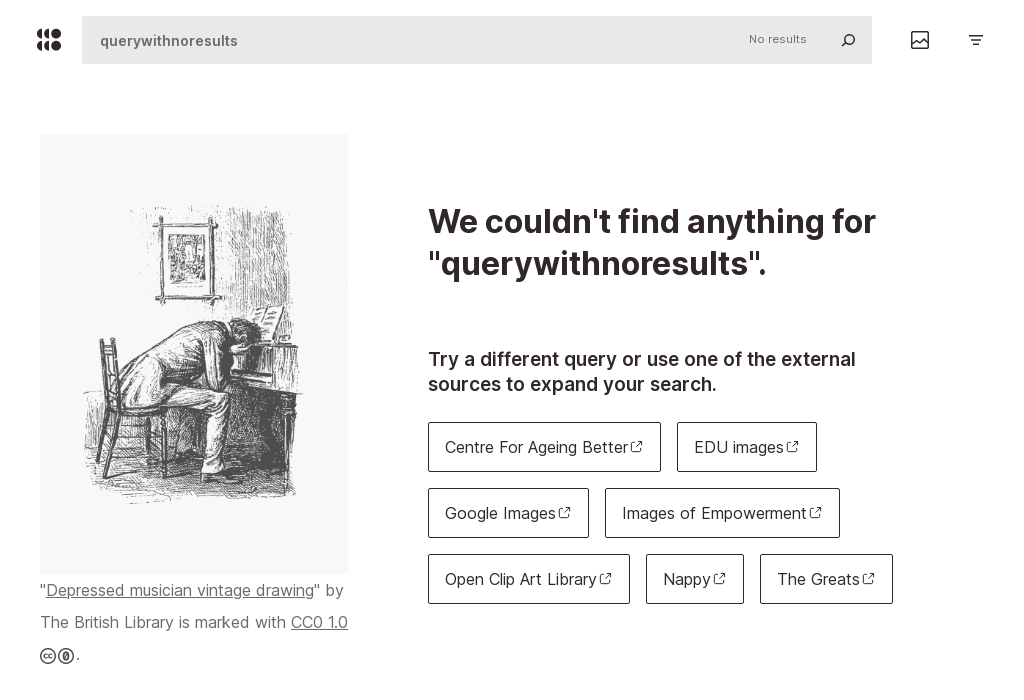 querywithnoresults
No results
We couldn't find anything for
"querywithnoresults".
Try a different query or use one of the external
sources to expand your search.
Centre For Ageing Better
EDU images
Google Images
Images of Empowerment
Open Clip Art Library
Nappy
The Greats
"Depressed musician vintage drawing" by
The British Library is marked with CC0 1.0
.